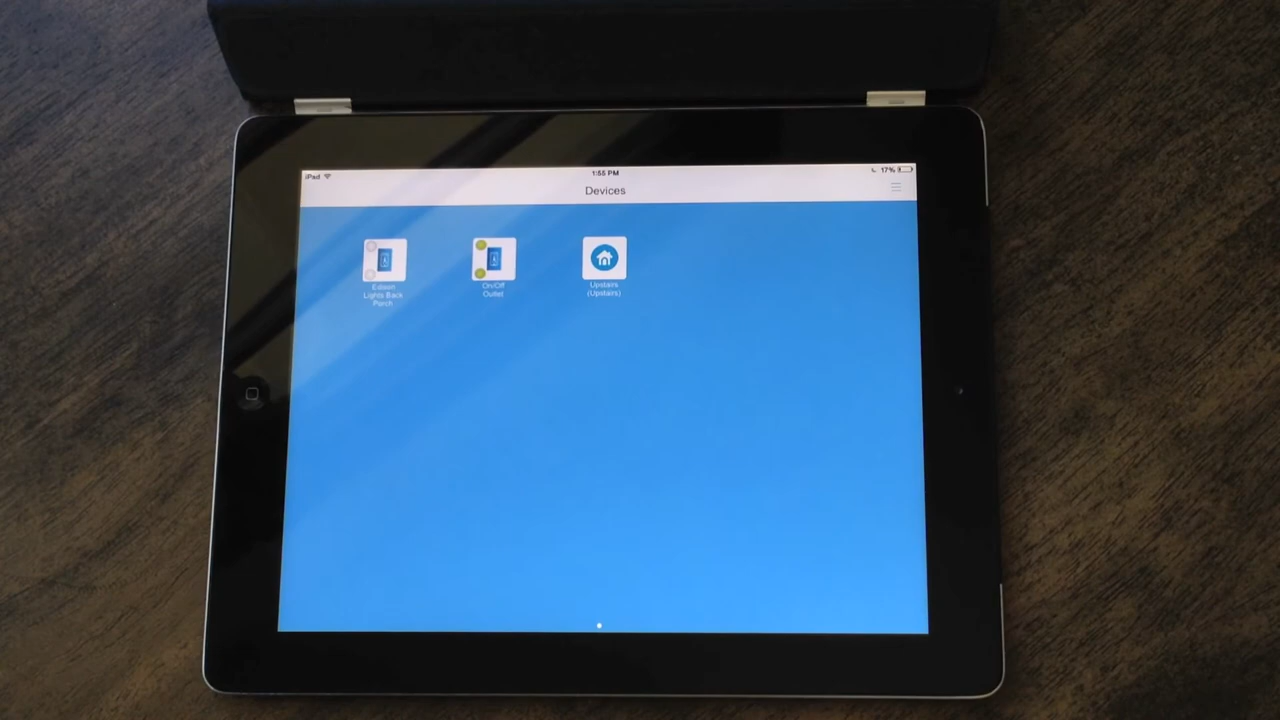 iPad
1:55 PM
17%
Devices
Edison
Lights Back
Porch
On/Off
Outlet
Upstairs
(Upstairs)